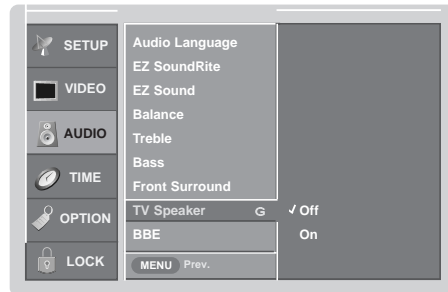 SETUP
VIDEO
AUDIO
TIME
OPTION
LOCK
Audio Language
EZ SoundRite
EZ Sound
Balance
Treble
Bass
Front Surround
TV Speaker G
BBE
MENU Prev.
✓ Off
On